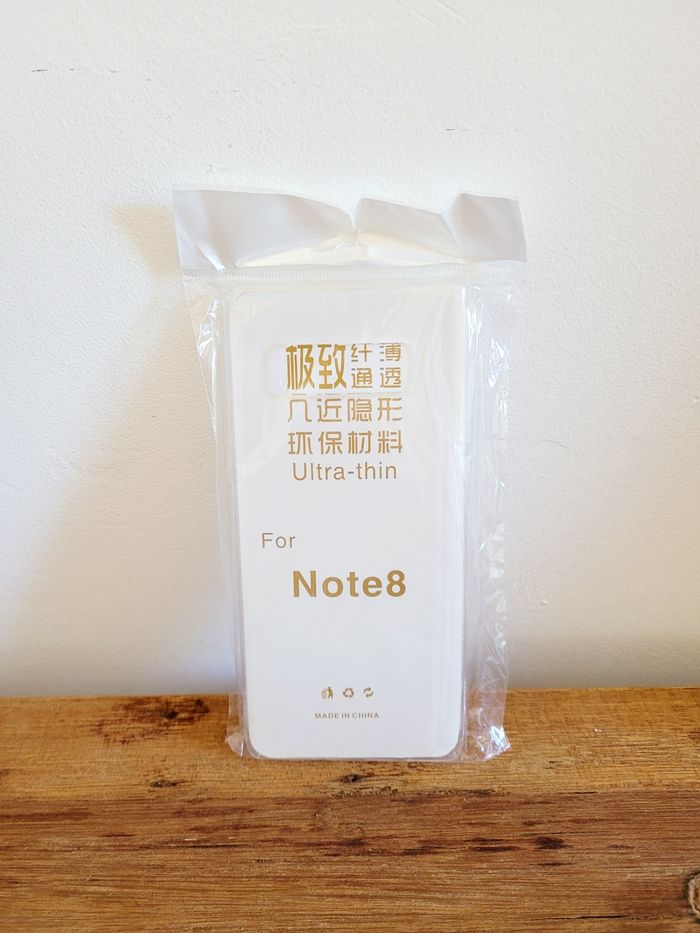 极致纤薄
通透
几近隐形
环保材料
Ultra-thin
For
Note8
MADE IN CHINA